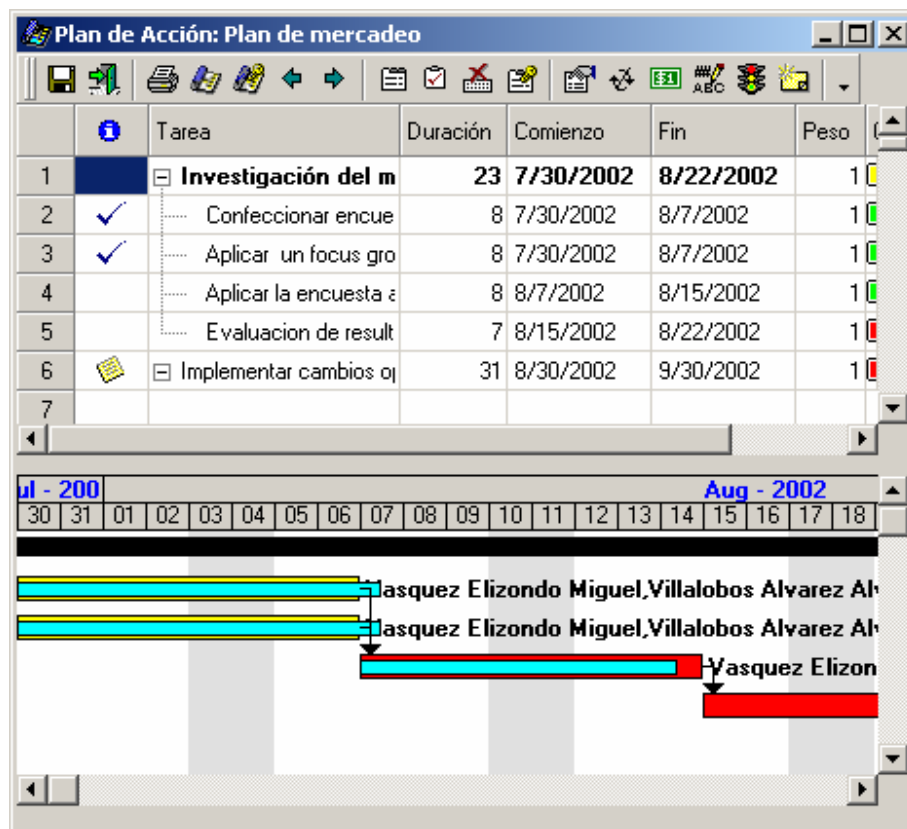 Plan de Acción: Plan de mercadeo
Tarea Duración Comienzo Fin Peso
1 Investigación del m 23 7/30/2002 8/22/2002 1
2 Confeccionar encue 8 7/30/2002 8/7/2002 1
3 Aplicar un focus gro 8 7/30/2002 8/7/2002 1
4 Aplicar la encuesta a 8 8/7/2002 8/15/2002 1
5 Evaluacion de result 7 8/15/2002 8/22/2002 1
6 Implementar cambios o 31 8/30/2002 9/30/2002 1
7
ul - 200 Aug - 2002
30 31 01 02 03 04 05 06 07 08 09 10 11 12 13 14 15 16 17 18
Vasquez Elizondo Miguel,Villalobos Alvarez Al
Vasquez Elizondo Miguel,Villalobos Alvarez Al
Vasquez Elizon